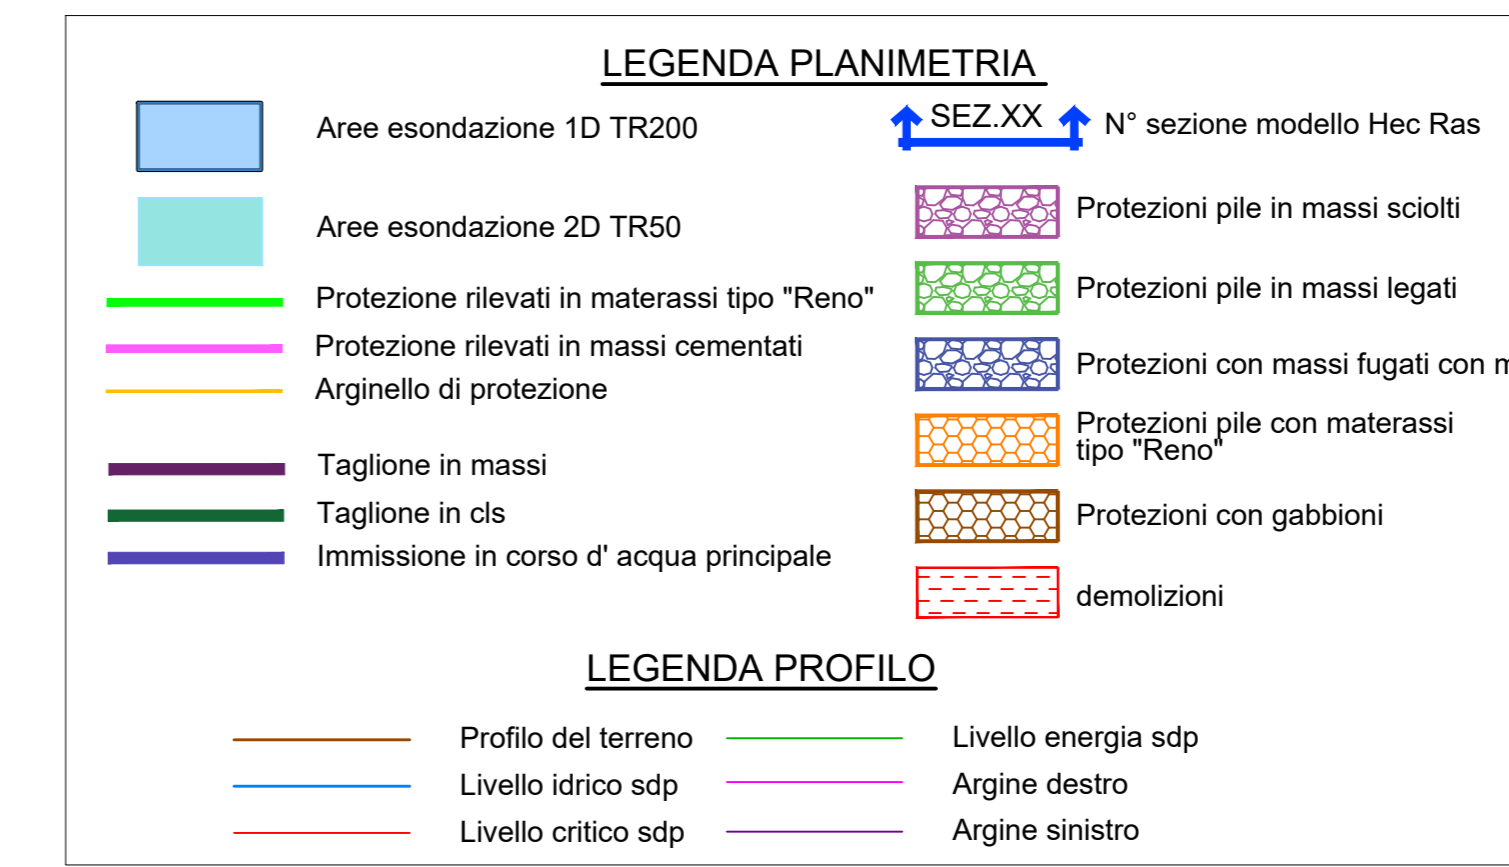 LEGENDA PLANIMETRIA
Aree esondazione 1D TR200
Aree esondazione 2D TR50
Protezione rilevati in materassi tipo "Reno"
Protezione rilevati in massi cementati
Arginello di protezione
Taglione in massi
Taglione in cls
Immissione in corso d' acqua principale
SEZ.XX
N° sezione modello Hec Ras
Protezioni pile in massi sciolti
Protezioni pile in massi legati
Protezioni con massi fugati con
Protezioni pile con materassi
tipo "Reno"
Protezioni con gabbioni
demolizioni
LEGENDA PROFILO
Profilo del terreno
Livello idrico sdp
Livello critico sdp
Livello energia sdp
Argine destro
Argine sinistro